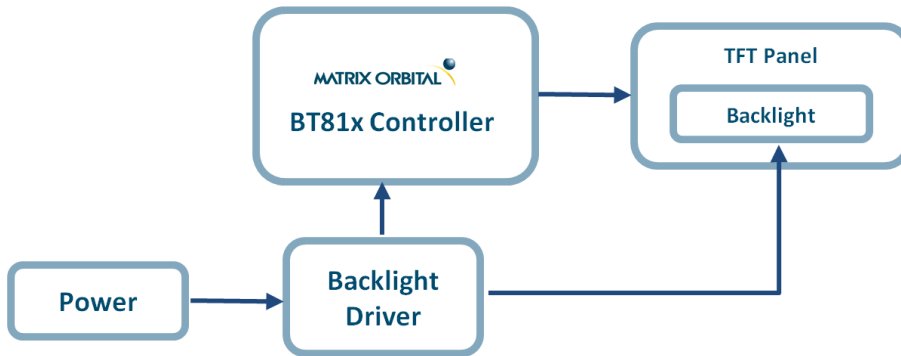 MATRIX ORBITAL
BT81x Controller
TFT Panel
Backlight
Power
Backlight
Driver